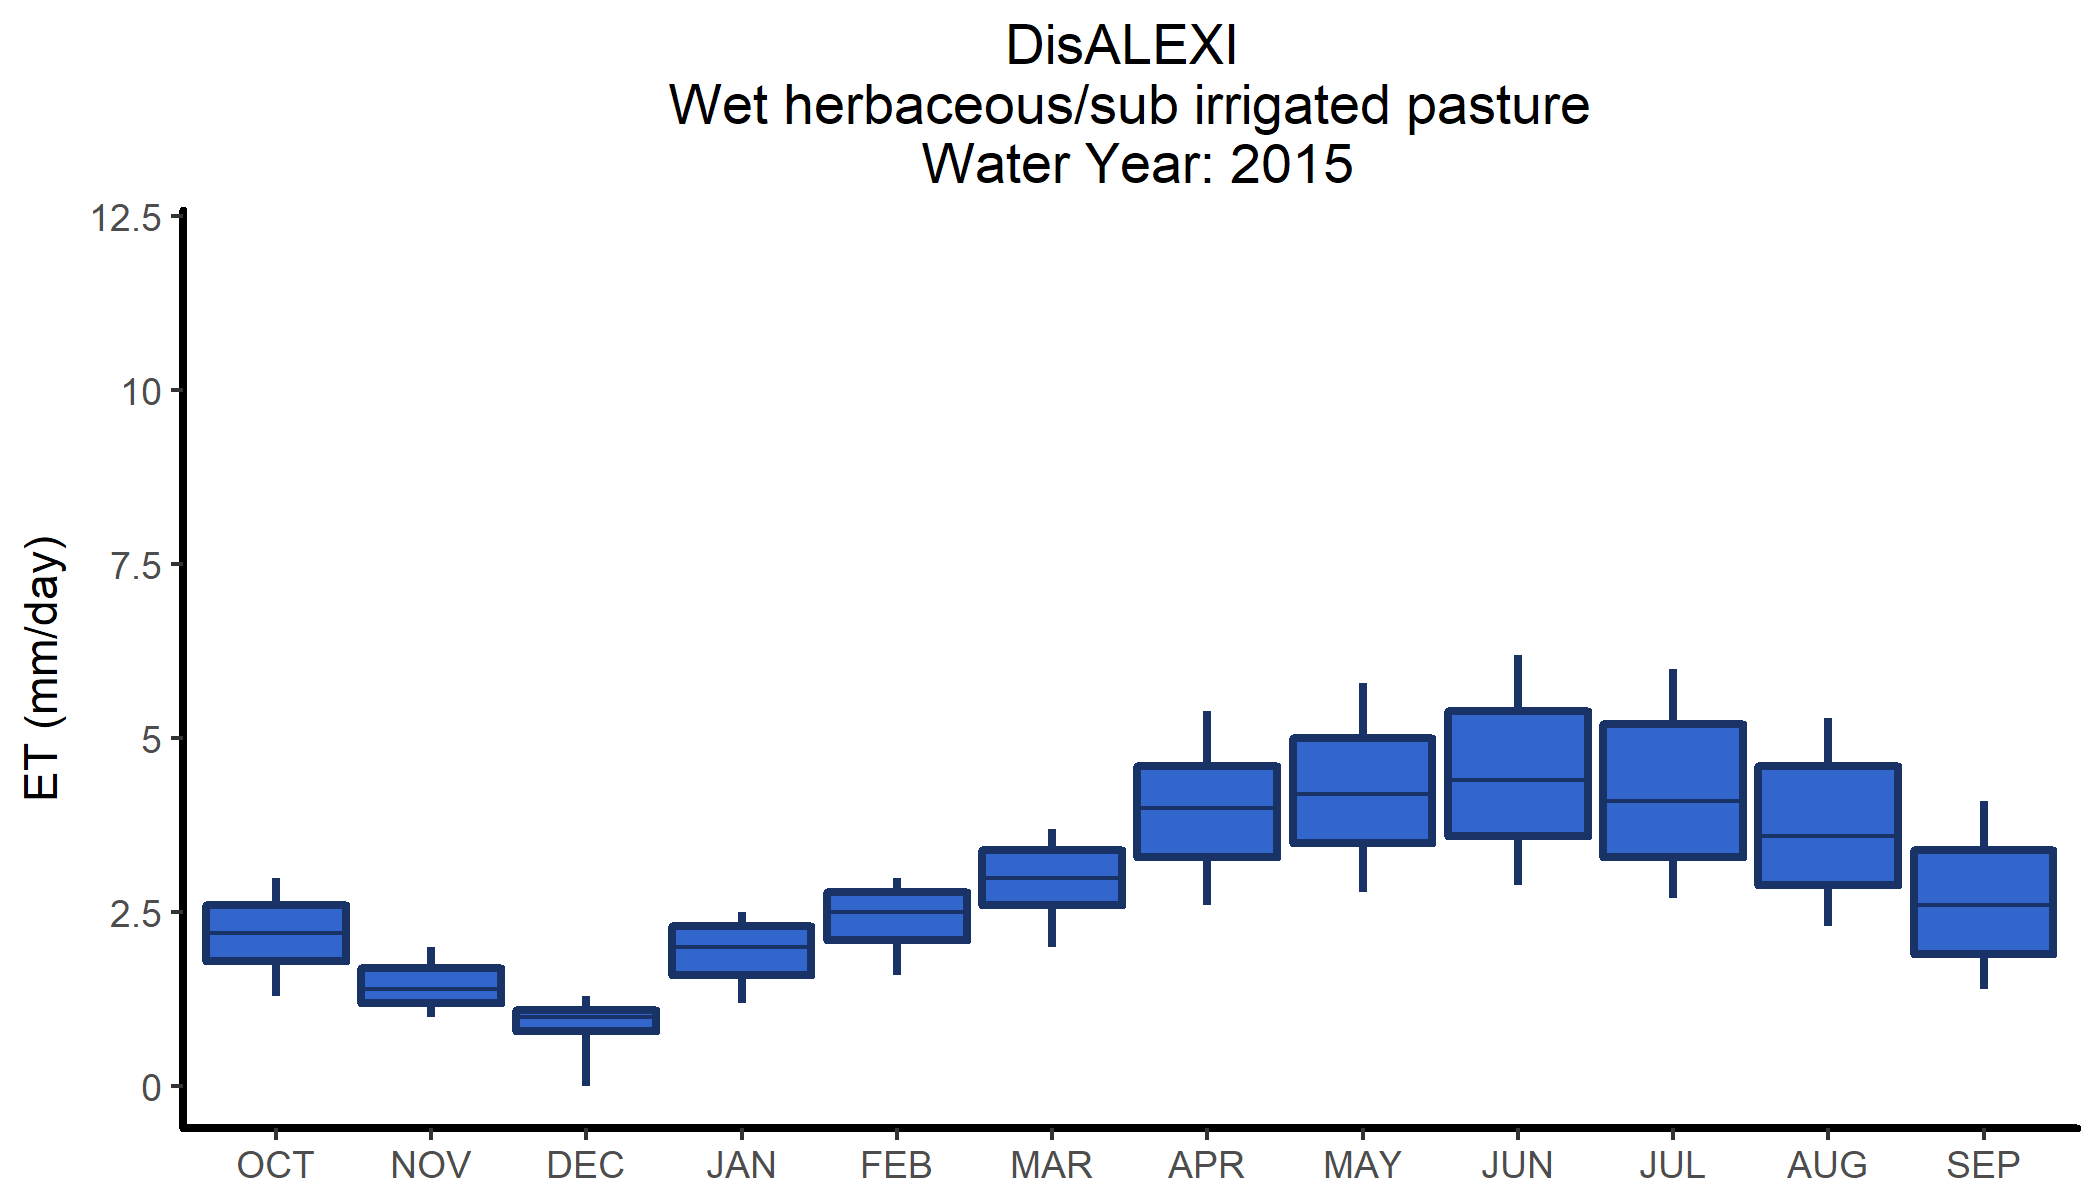 DisALEXI
Wet herbaceous/sub irrigated pasture
Water Year: 2015
12.5
10
7.5
5
2.5
0
ET (mm/day)
OCT NOV DEC JAN FEB MAR APR MAY JUN JUL AUG SEP